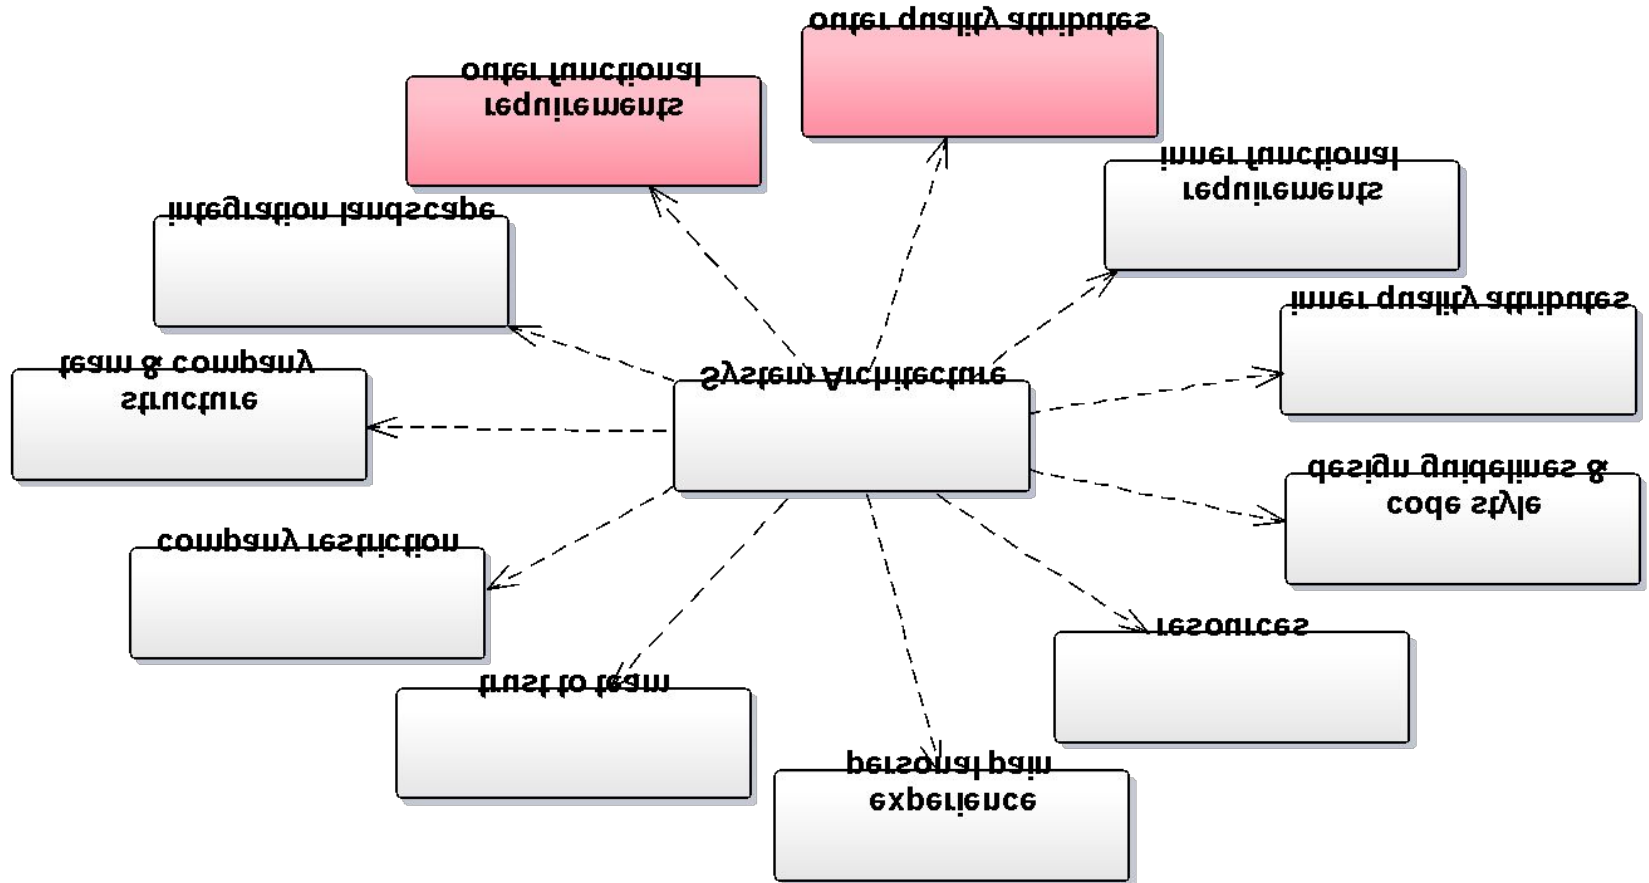 outer quality attributes
outer functional
requirements
inner functional
requirements
integration landscape
inner quality attributes
team & company
structure
System Architecture
design guidelines &
code style
company restriction
resources
trust to team
personal pain
experience